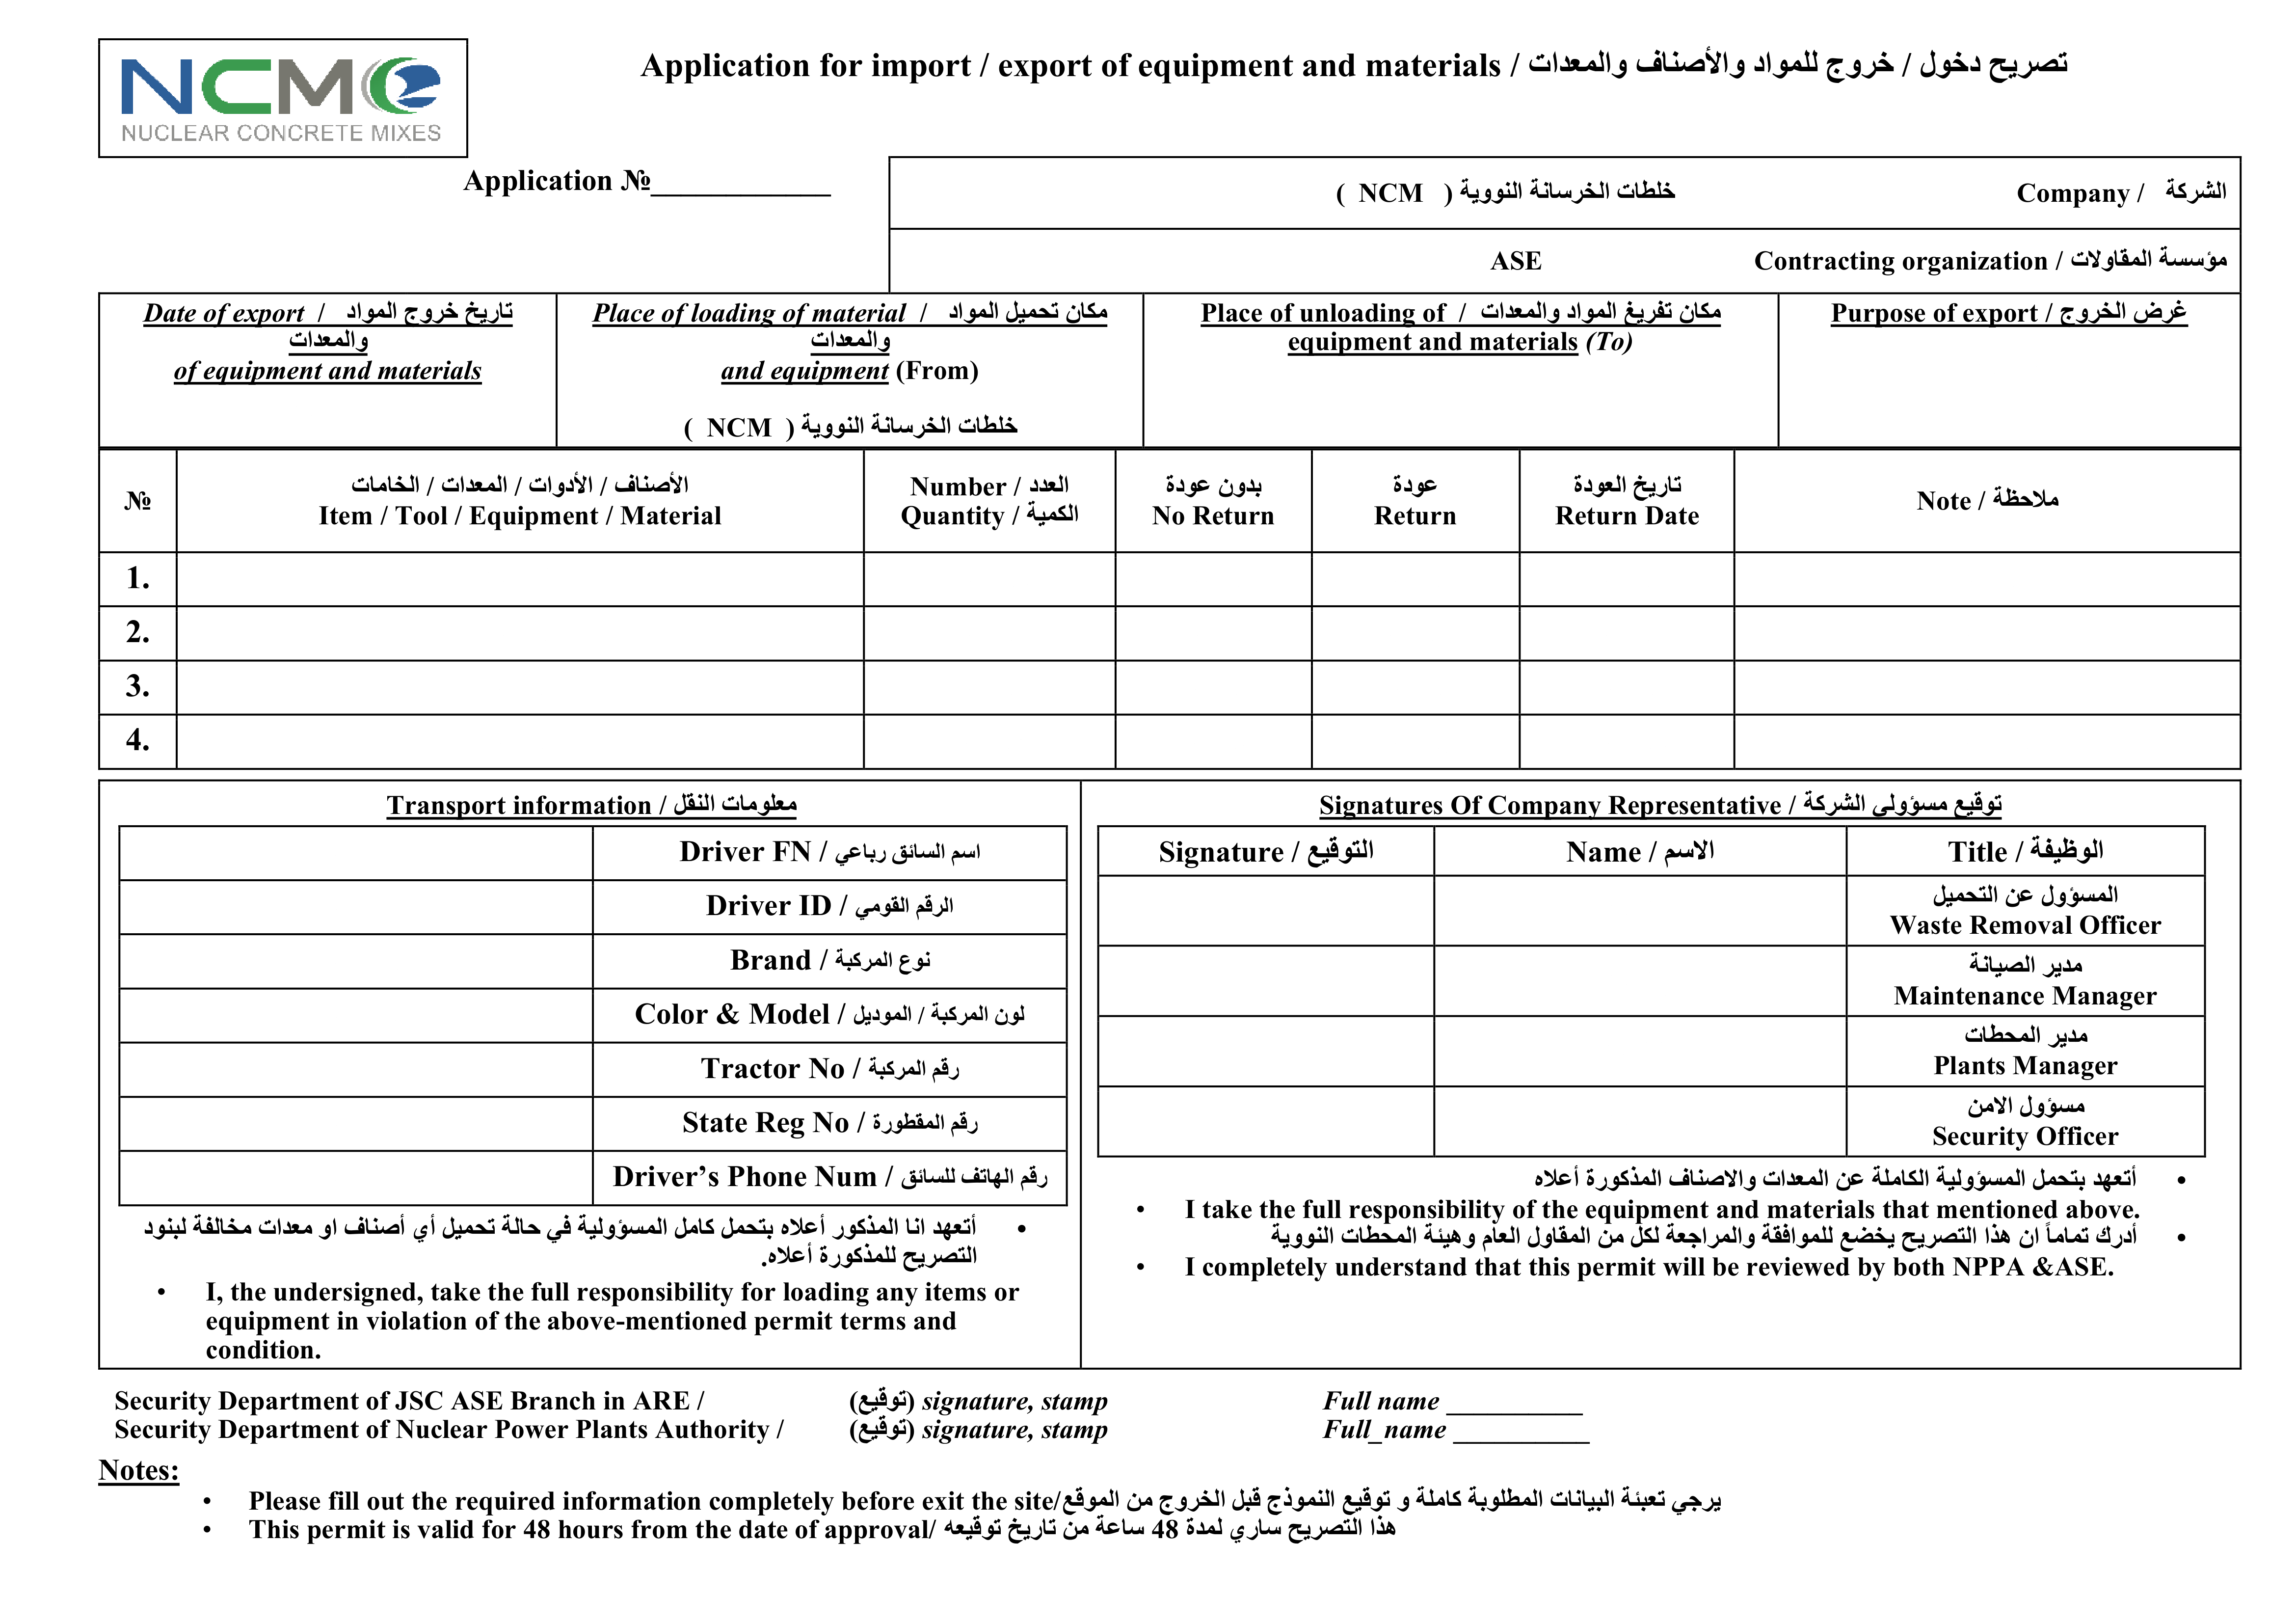 NCM
NUCLEAR CONCRETE MIXES
Application for import / export of equipment and materials / تصريح دخول / خروج للمواد والأصناف والمعدات
Application №____________
خلطات الخرسانة النووية ( NCM )
Company / الشركة
ASE
Contracting organization / مؤسسة المقاولات
Date of export / تاريخ خروج المواد
والمعدات
of equipment and materials
Place of loading of material / مكان تحميل المواد
والمعدات
and equipment (From)
خلطات الخرسانة النووية ( NCM )
Place of unloading of / مكان تفريغ المواد والمعدات
equipment and materials (To)
Purpose of export / غرض الخروج
№
الأصناف / الأدوات / المعدات / الخامات
Item / Tool / Equipment / Material
Number / العدد
Quantity / الكمية
بدون عودة
No Return
عودة
Return
تاريخ العودة
Return Date
Note / ملاحظة
1.
2.
3.
4.
Transport information / معلومات النقل
Driver FN / اسم السائق رباعي
Driver ID / الرقم القومي
Brand / نوع المركبة
Color & Model / لون المركبة / الموديل
Tractor No / رقم المركبة
State Reg No / رقم المقطورة
Driver’s Phone Num / رقم الهاتف للسائق
• أتعهد انا المذكور أعلاه بتحمل كامل المسؤولية في حالة تحميل أي أصناف او معدات مخالفة لبنود
التصريح للمذكورة أعلاه.
• I, the undersigned, take the full responsibility for loading any items or
equipment in violation of the above-mentioned permit terms and
condition.
Signatures Of Company Representative / توقيع مسؤولي الشركة
Signature / التوقيع
Name / الاسم
Title / الوظيفة
المسؤول عن التحميل
Waste Removal Officer
مدير الصيانة
Maintenance Manager
مدير المحطات
Plants Manager
مسؤول الامن
Security Officer
• أتعهد بتحمل المسؤولية الكاملة عن المعدات والاصناف المذكورة أعلاه
• I take the full responsibility of the equipment and materials that mentioned above.
• أدرك تماماً ان هذا التصريح يخضع للموافقة والمراجعة لكل من المقاول العام وهيئة المحطات النووية
• I completely understand that this permit will be reviewed by both NPPA &ASE.
Security Department of JSC ASE Branch in ARE / (توقيع) signature, stamp Full name __________
Security Department of Nuclear Power Plants Authority / (توقيع) signature, stamp Full_name __________
Notes:
• Please fill out the required information completely before exit the site/يرجي تعبئة البيانات المطلوبة كاملة و توقيع النموذج قبل الخروج من الموقع
• This permit is valid for 48 hours from the date of approval/ هذا التصريح ساري لمدة 48 ساعة من تاريخ توقيعه